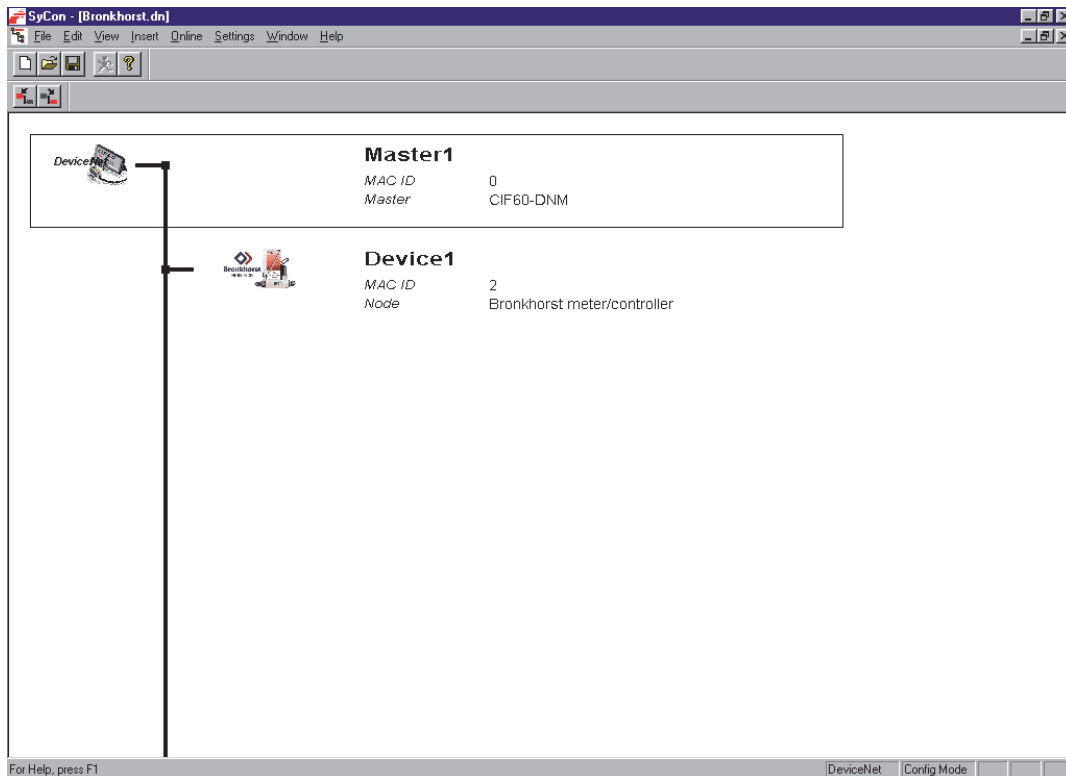 SyCon - [Bronkhorst.dn]
File Edit View Insert Online Settings Window Help
DeviceNet
Master1
MAC ID 0
Master CIF60-DNM
Bronkhorst
Device1
MAC ID 2
Node Bronkhorst meter/controller
For Help, press F1
DeviceNet Config Mode